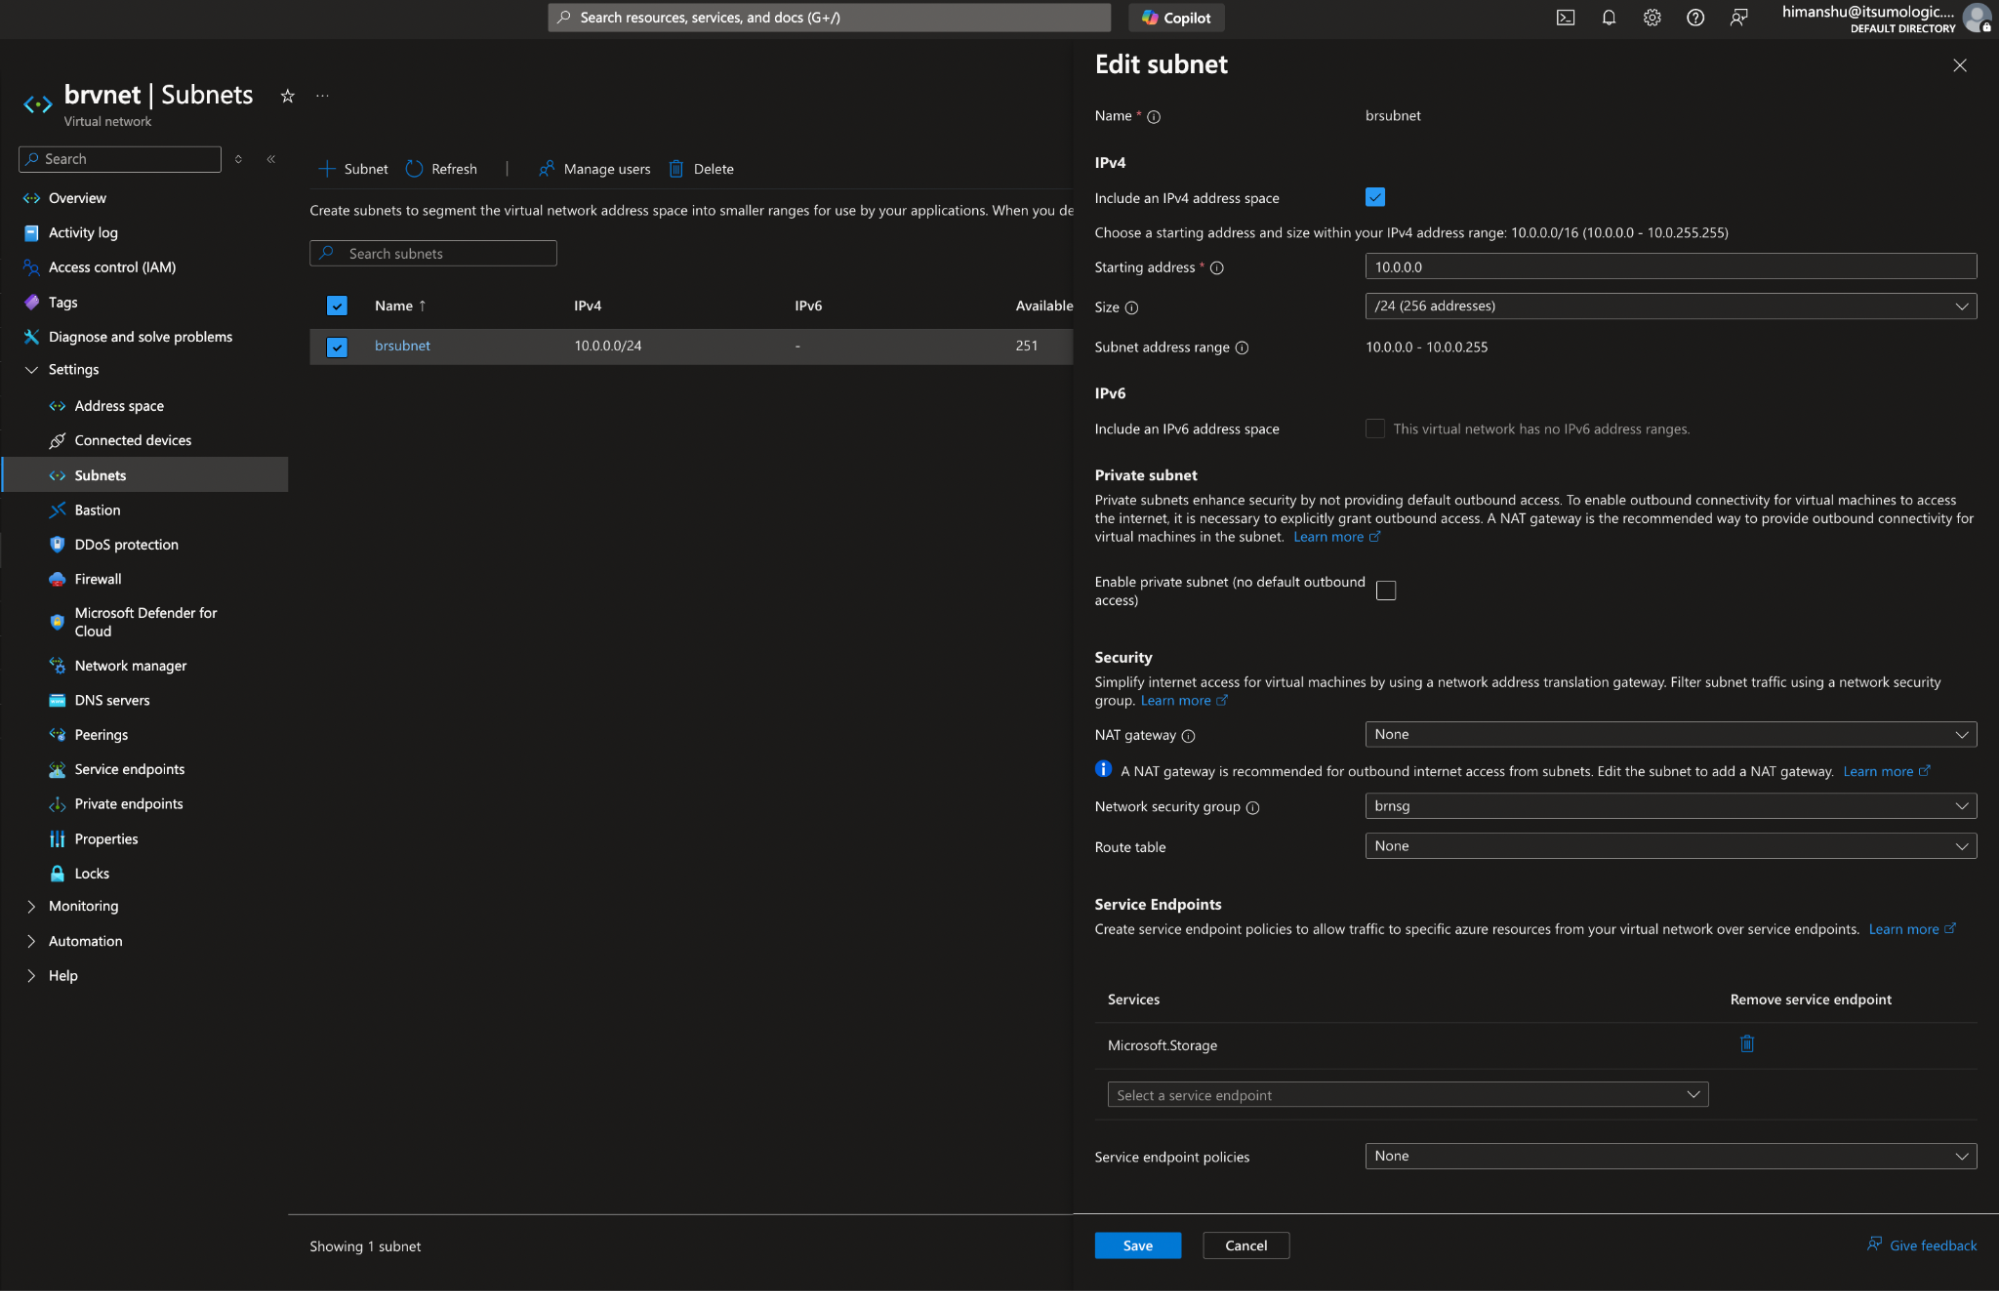 Search resources, services, and docs (G+/)
Copilot
himanshu@itsumologic....
DEFAULT DIRECTORY
brvnet | Subnets
...
Virtual network
Search
Overview
Activity log
Access control (IAM)
Tags
Diagnose and solve problems
Settings
Address space
Connected devices
Subnets
Bastion
DDoS protection
Firewall
Microsoft Defender for
Cloud
Network manager
DNS servers
Peerings
Service endpoints
Private endpoints
Properties
Locks
Monitoring
Automation
Help
Subnet
Refresh
Manage users
Delete
Create subnets to segment the virtual network address space into smaller ranges for use by your applications. When you de
Search subnets
Name ↑ IPv4 IPv6 Available
brsubnet 10.0.0.0/24 - 251
Showing 1 subnet
Edit subnet
Name * brsubnet
IPv4
Include an IPv4 address space
Choose a starting address and size within your IPv4 address range: 10.0.0.0/16 (10.0.0.0 - 10.0.255.255)
Starting address * 10.0.0.0
Size /24 (256 addresses)
Subnet address range 10.0.0.0 - 10.0.0.255
IPv6
Include an IPv6 address space This virtual network has no IPv6 address ranges.
Private subnet
Private subnets enhance security by not providing default outbound access. To enable outbound connectivity for virtual machines to access
the internet, it is necessary to explicitly grant outbound access. A NAT gateway is the recommended way to provide outbound connectivity for
virtual machines in the subnet. Learn more
Enable private subnet (no default outbound
access)
Security
Simplify internet access for virtual machines by using a network address translation gateway. Filter subnet traffic using a network security
group. Learn more
NAT gateway None
A NAT gateway is recommended for outbound internet access from subnets. Edit the subnet to add a NAT gateway. Learn more
Network security group brnsg
Route table None
Service Endpoints
Create service endpoint policies to allow traffic to specific azure resources from your virtual network over service endpoints. Learn more
Services Remove service endpoint
Microsoft.Storage
Select a service endpoint
Service endpoint policies None
Save
Cancel
Give feedback